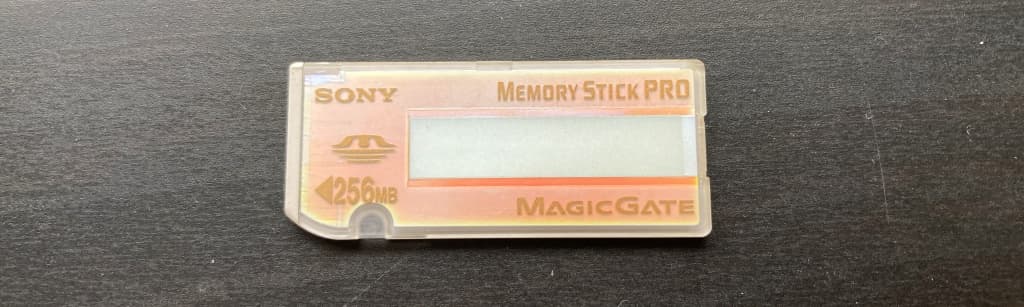 SONY
MEMORY STICK PRO
256MB
MAGICGATE